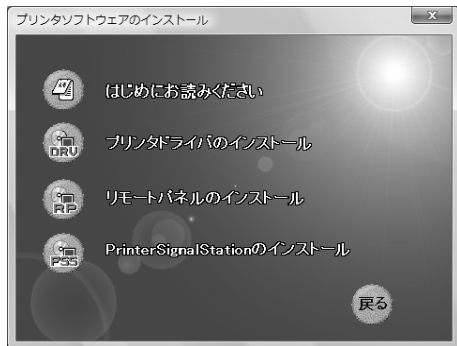 プリンタソフトウェアのインストール
はじめにお読みください
DRV
プリンタドライバのインストール
RP
リモートパネルのインストール
PSS
PrinterSignalStationのインストール
戻る